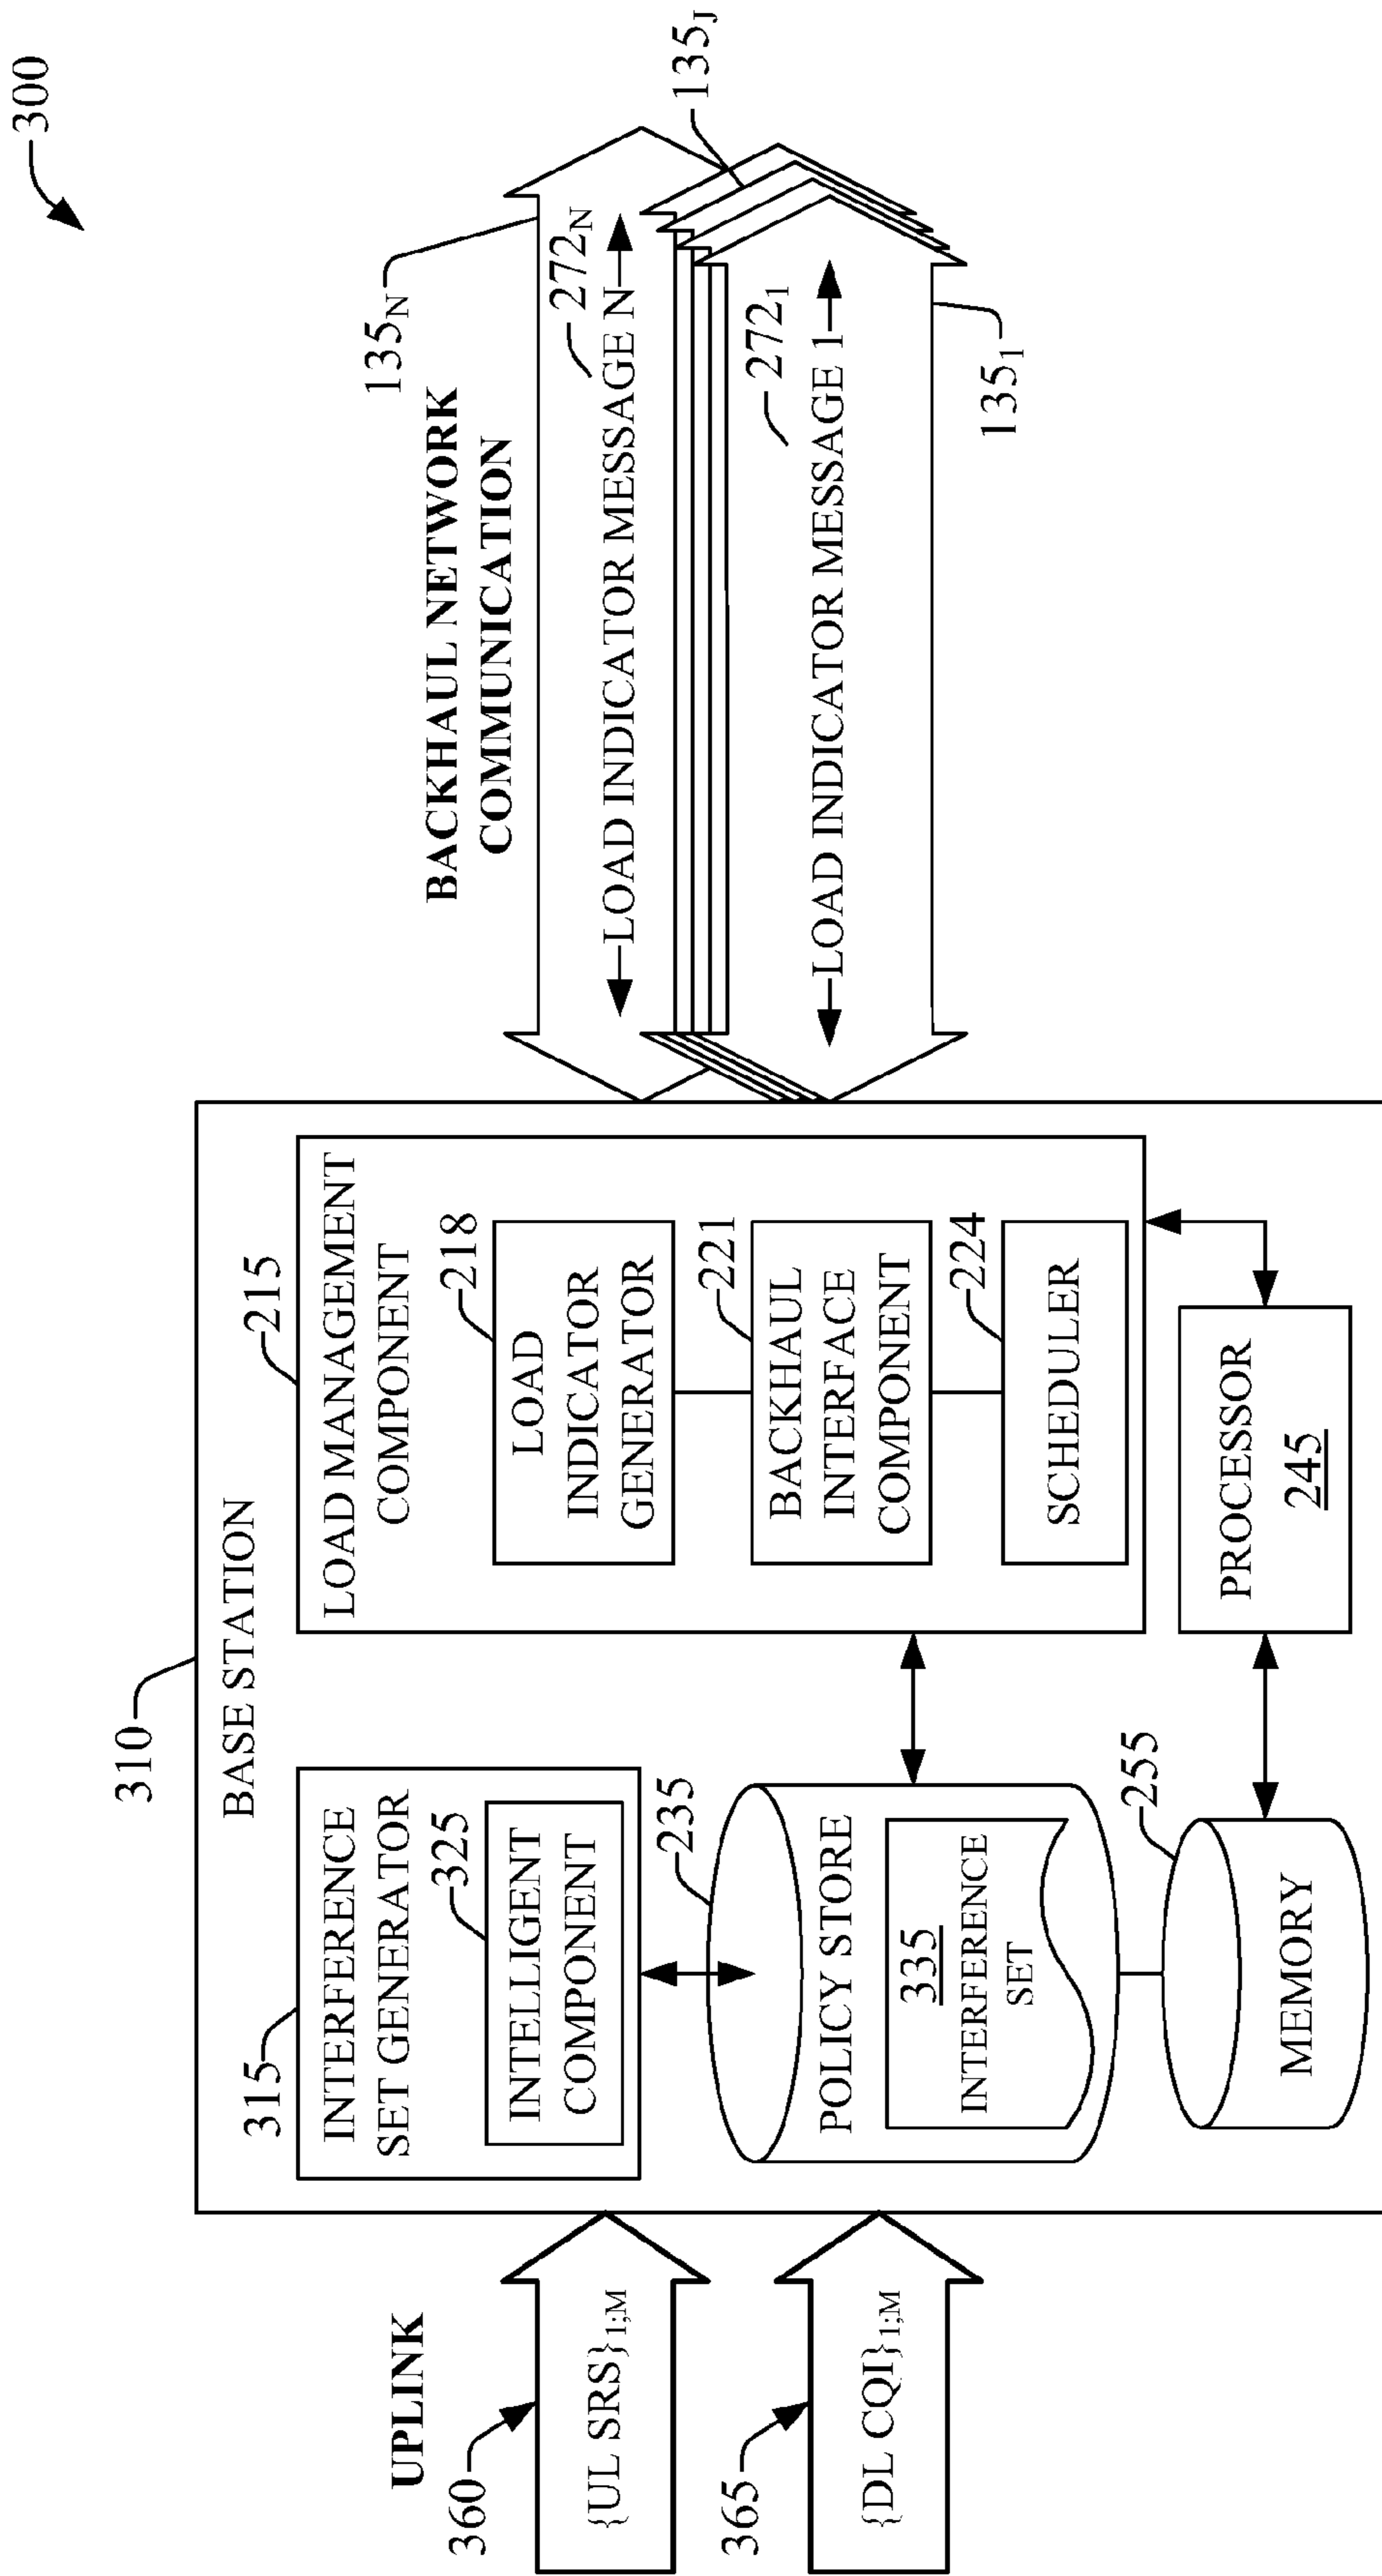 300
310
BASE STATION
315
INTERFERENCE
SET GENERATOR
325
INTELLIGENT
COMPONENT
235
POLICY STORE
335
INTERFERENCE
SET
255
MEMORY
215
LOAD MANAGEMENT
COMPONENT
218
LOAD
INDICATOR
GENERATOR
221
BACKHAUL
INTERFACE
COMPONENT
224
SCHEDULER
PROCESSOR
245
UPLINK
360
{UL SRS}1;M
365
{DL CQI}1;M
BACKHAUL NETWORK
COMMUNICATION
135N
272N
LOAD INDICATOR MESSAGE N
135J
2721
LOAD INDICATOR MESSAGE 1
1351